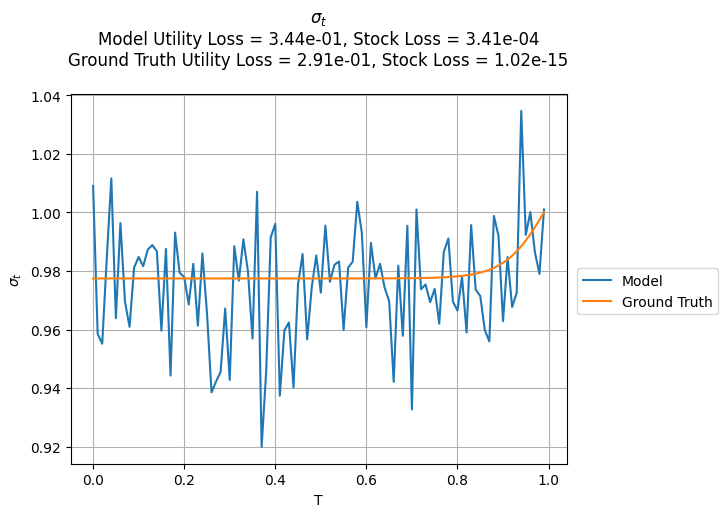 σₜ
Model Utility Loss = 3.44e-01, Stock Loss = 3.41e-04
Ground Truth Utility Loss = 2.91e-01, Stock Loss = 1.02e-15
1.04
1.02
1.00
0.98
0.96
0.94
0.92
σₜ
0.0
0.2
0.4
0.6
0.8
1.0
T
Model
Ground Truth